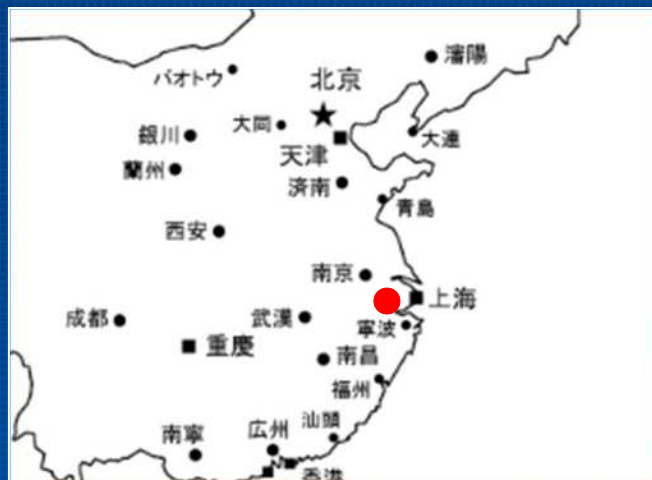 瀋陽
パオトウ
北京
大同
銀川
大連
天津
蘭州
済南
青島
西安
南京
上海
成都
武漢
寧波
重慶
南昌
福州
汕頭
広州
南寧
香港